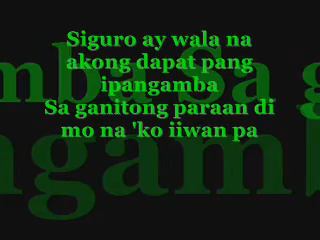 Siguro ay wala na
akong dapat pang
ipangamba
Sa ganitong paraan di
mo na 'ko iiwan pa